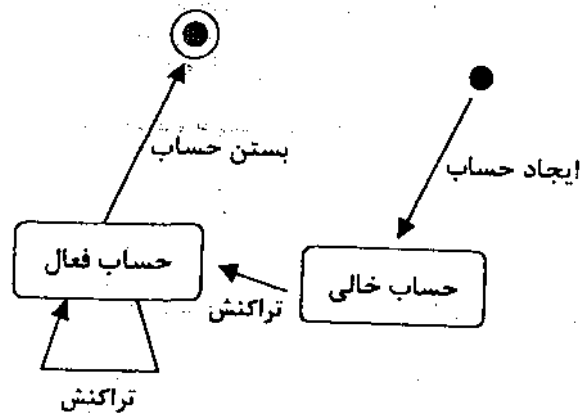 ایجاد حساب
بستن حساب
حساب خالی
حساب فعال
تراکنش
تراکنش